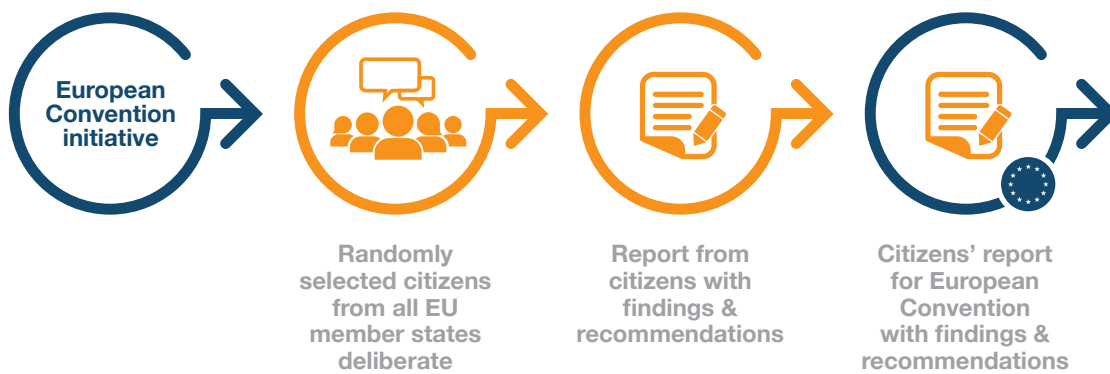 European
Convention
initiative
Randomly
selected citizens
from all EU
member states
deliberate
Report from
citizens with
findings &
recommendations
Citizens’ report
for European
Convention
with findings &
recommendations